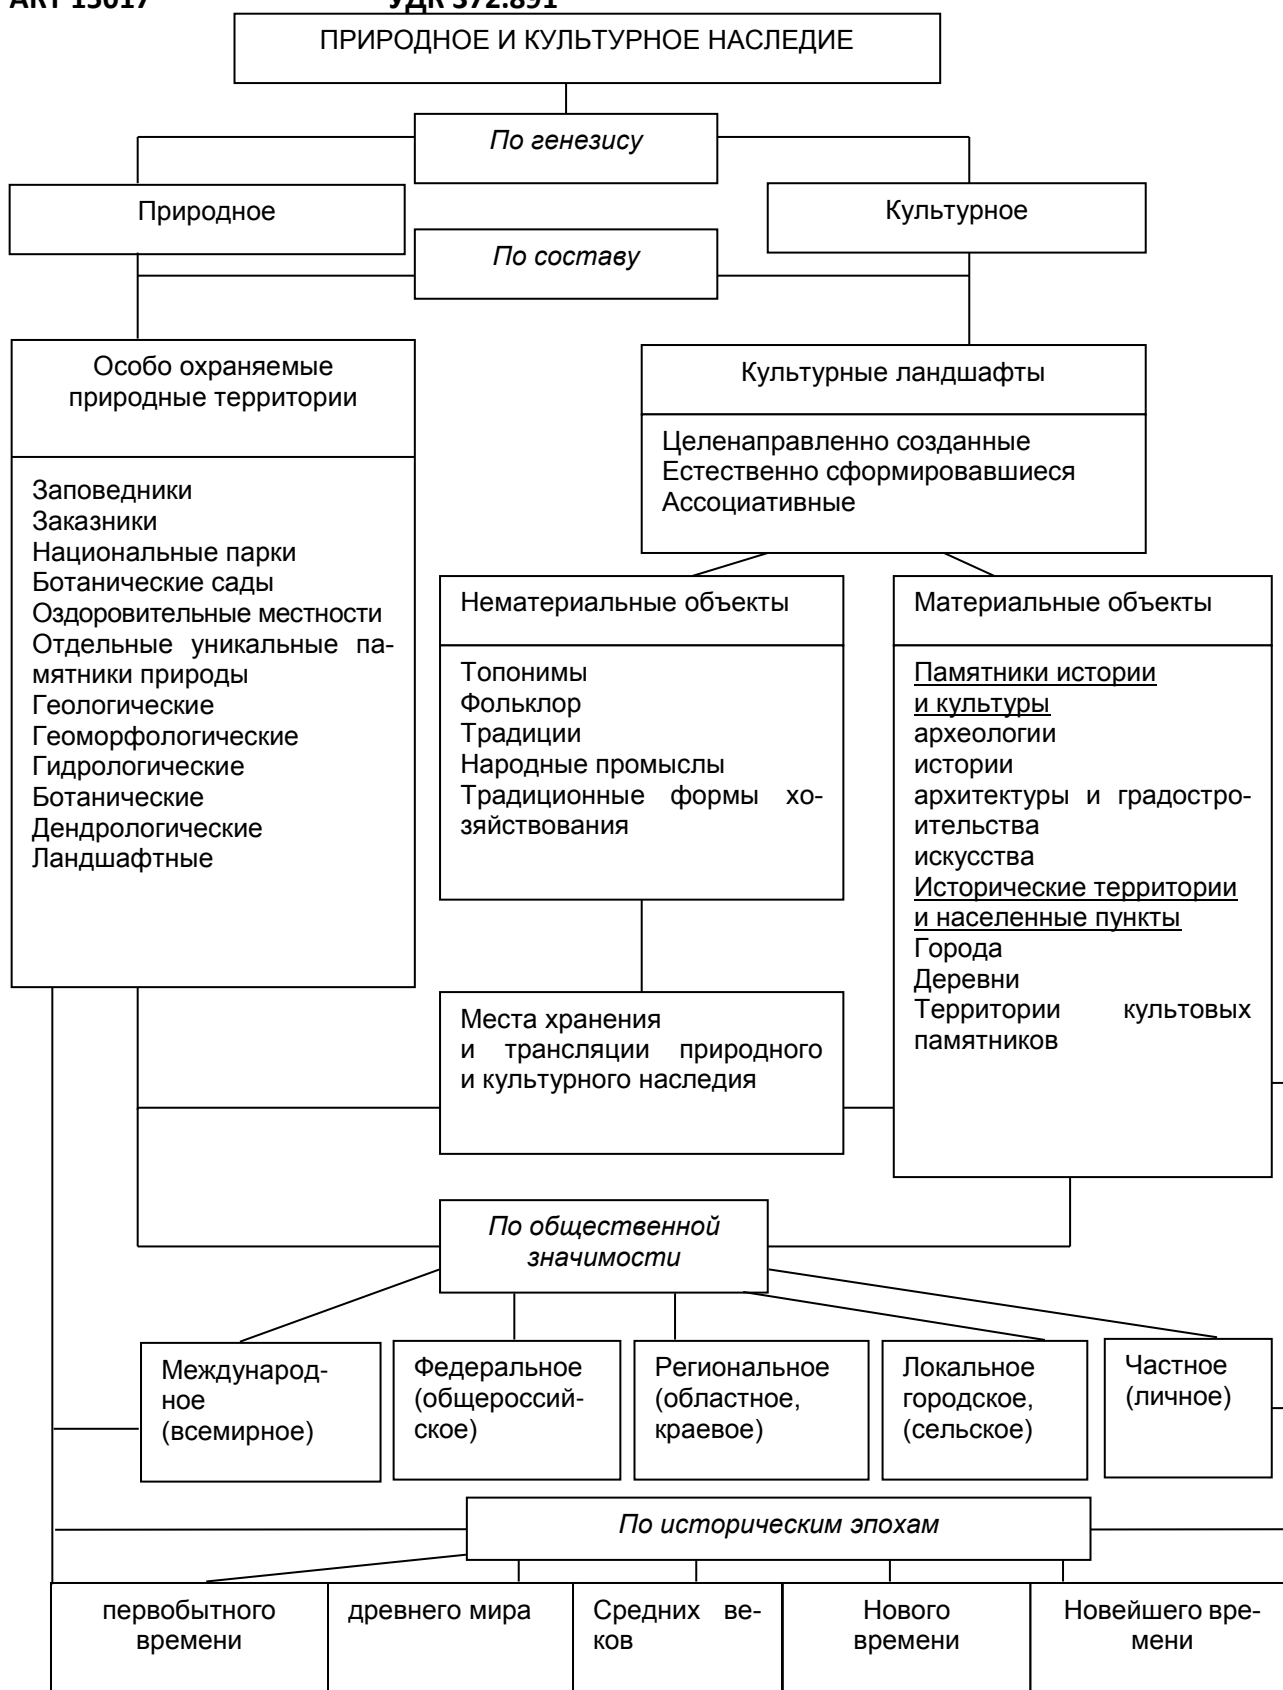 ART 15017 УДК 372.891
ПРИРОДНОЕ И КУЛЬТУРНОЕ НАСЛЕДИЕ
По генезису
Природное
Культурное
По составу
Особо охраняемые
природные территории
Заповедники
Заказники
Национальные парки
Ботанические сады
Оздоровительные местности
Отдельные уникальные па-
мятники природы
Геологические
Геоморфологические
Гидрологические
Ботанические
Дендрологические
Ландшафтные
Культурные ландшафты
Целенаправленно созданные
Естественно сформировавшиеся
Ассоциативные
Нематериальные объекты
Топонимы
Фольклор
Традиции
Народные промыслы
Традиционные формы хо-
зяйствования
Материальные объекты
Памятники истории
и культуры
археологии
истории
архитектуры и градостро-
ительства
искусства
Исторические территории
и населенные пункты
Города
Деревни
Территории культовых
памятников
Места хранения
и трансляции природного
и культурного наследия
По общественной
значимости
Международ-
ное
(всемирное)
Федеральное
(общероссий-
ское)
Региональное
(областное,
краевое)
Локальное
городское,
(сельское)
Частное
(личное)
По историческим эпохам
первобытного
времени
древнего мира
Средних ве-
ков
Нового
времени
Новейшего вре-
мени